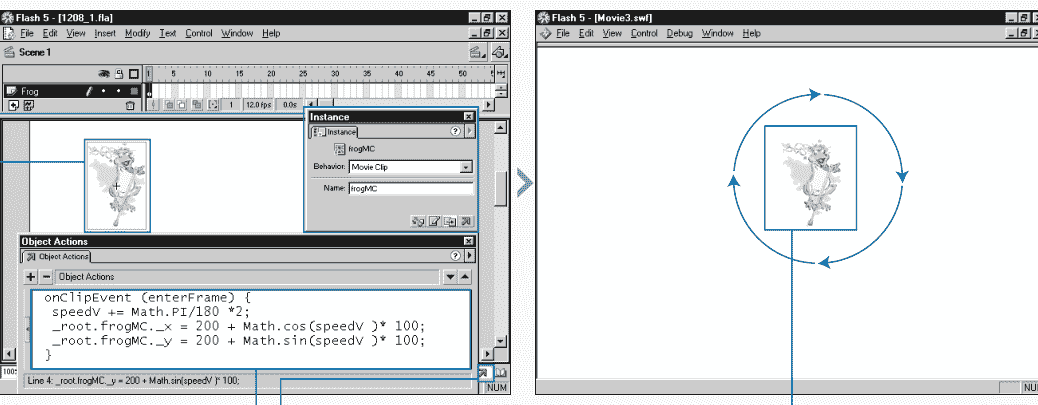 Flash 5 - [1208_1.fla]
File Edit View Insert Modify Text Control Window Help
Scene 1
1 5 10 15 20 25 30 35 40 45 50
Frog
1 12.0 fps 0.0s
Instance
Instance
frogMC
Behavior: Movie Clip
Name: frogMC
Object Actions
Object Actions
Object Actions
onClipEvent (enterFrame) {
speedV += Math.PI/180 *2;
_root.frogMC._x = 200 + Math.cos(speedV )* 100;
_root.frogMC._y = 200 + Math.sin(speedV )* 100;
}
Line 4: _root.frogMC._y = 200 + Math.sin(speedV )* 100;
NUM
Flash 5 - [Movie3.swf]
File Edit View Control Debug Window Help